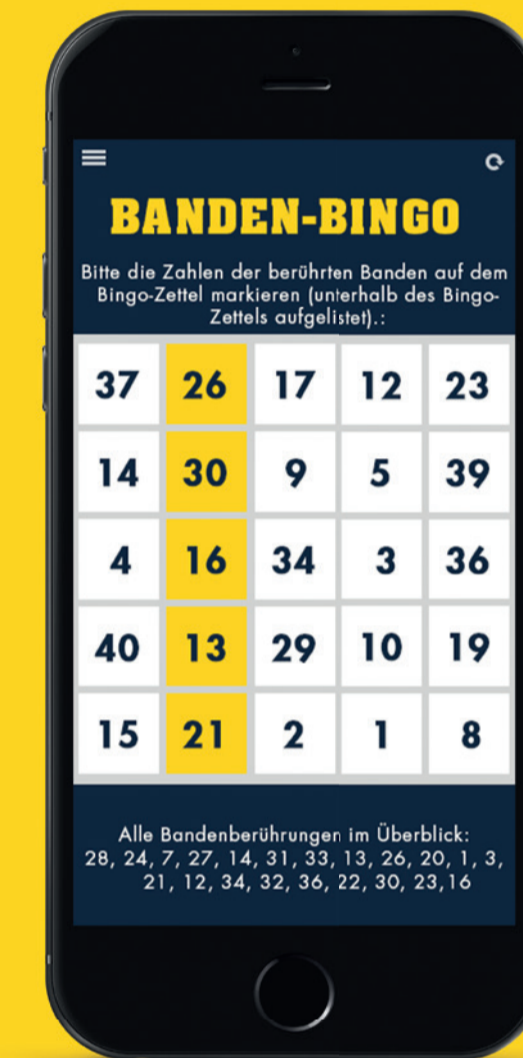 BANDEN-BINGO
Bitte die Zahlen der berührten Banden auf dem
Bingo-Zettel markieren (unterhalb des Bingo-
Zettels aufgelistet).:
37 26 17 12 23
14 30 9 5 39
4 16 34 3 36
40 13 29 10 19
15 21 2 1 8
Alle Bandenberührungen im Überblick:
28, 24, 7, 27, 14, 31, 33, 13, 26, 20, 1, 3,
21, 12, 34, 32, 36, 22, 30, 23,16